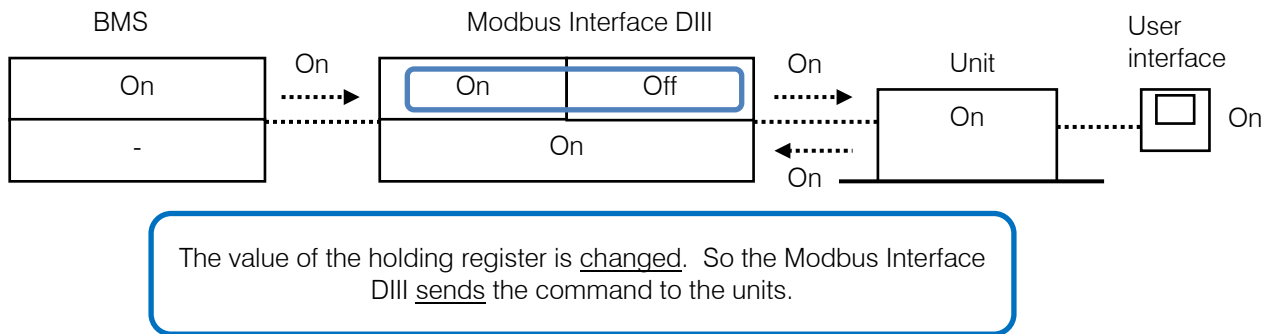 BMS
Modbus Interface DIII
User
interface
On
On
Unit
On
On
Off
On
On
-
On
On
On
The value of the holding register is changed.  So the Modbus Interface
DIII sends the command to the units.